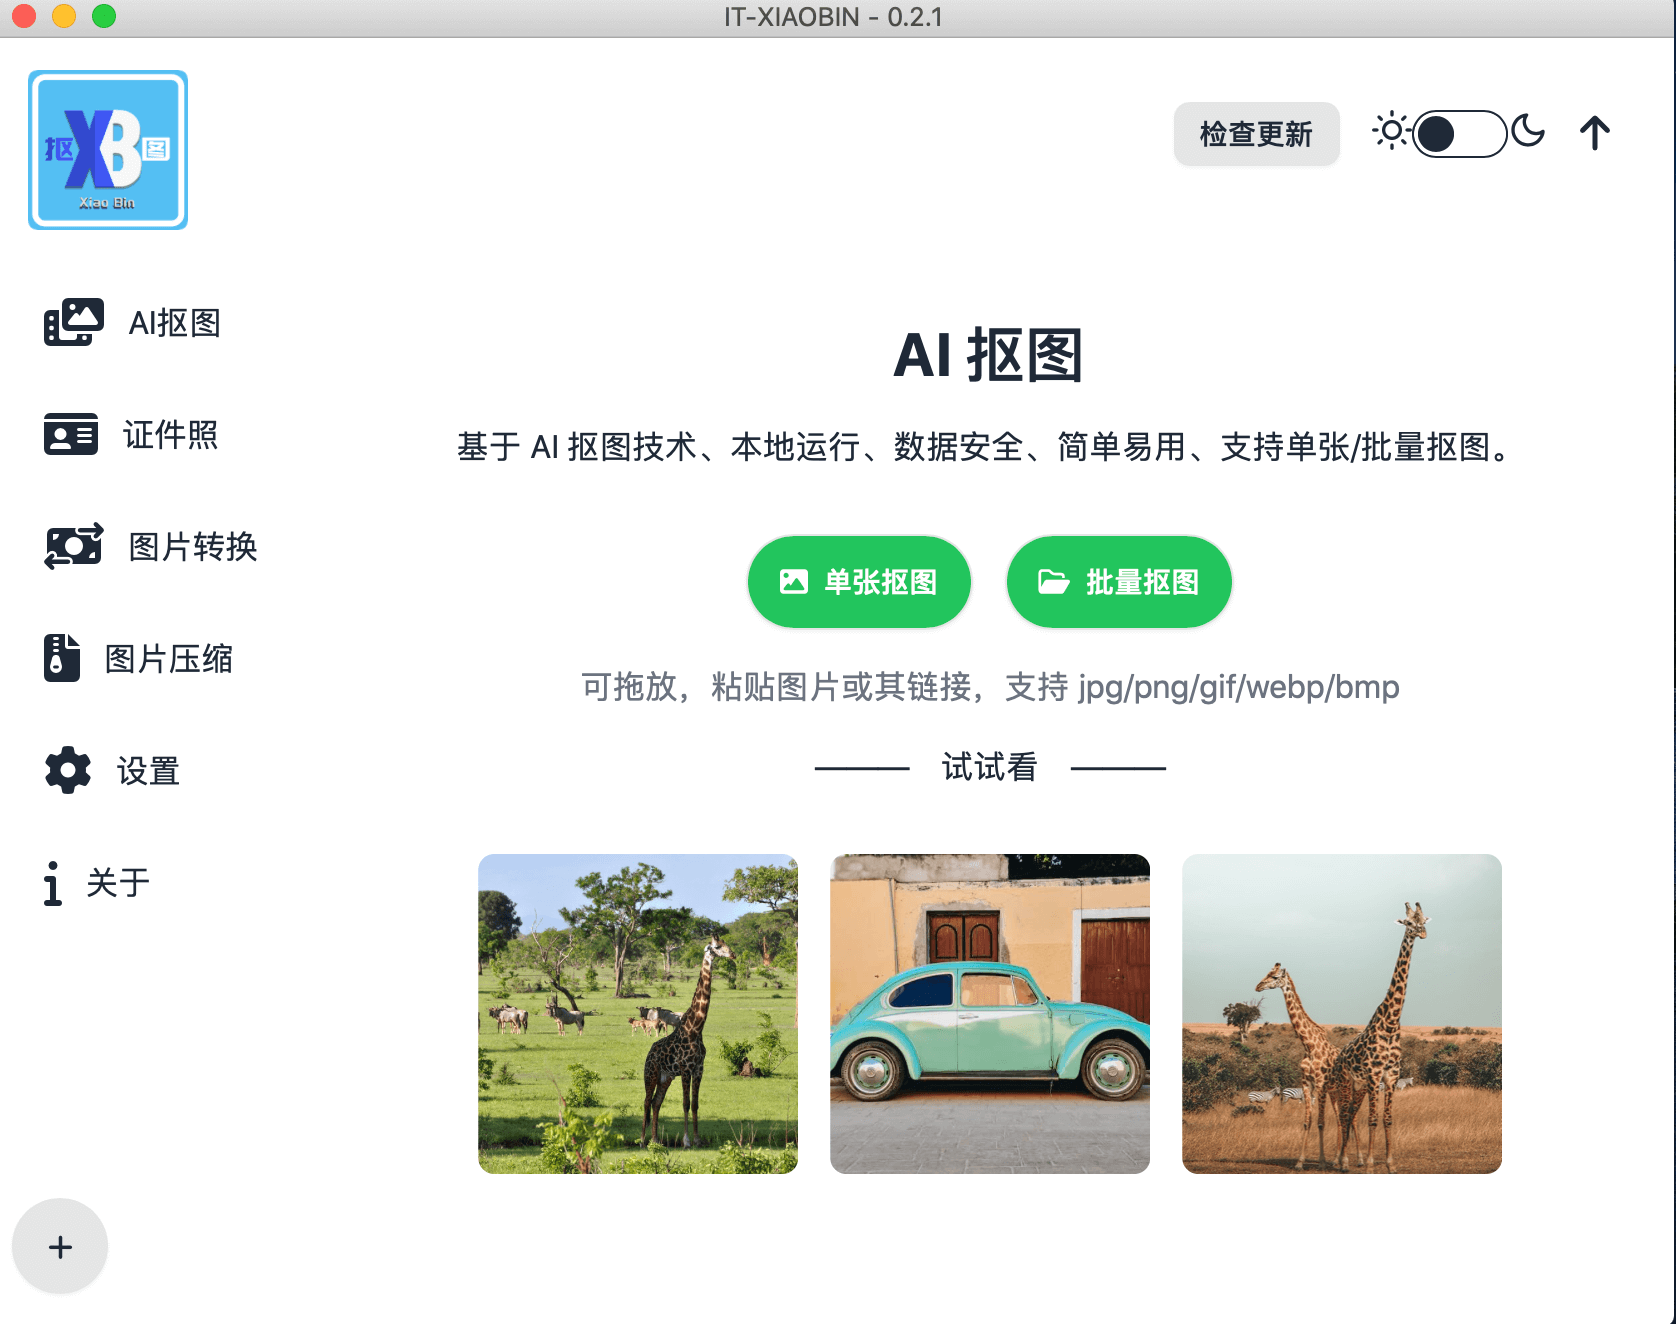 IT-XIAOBIN - 0.2.1
抠XB图
Xiao Bin
检查更新
AI抠图
证件照
图片转换
图片压缩
设置
关于
AI 抠图
基于 AI 抠图技术、本地运行、数据安全、简单易用、支持单张/批量抠图。
单张抠图
批量抠图
可拖放，粘贴图片或其链接，支持 jpg/png/gif/webp/bmp
试试看